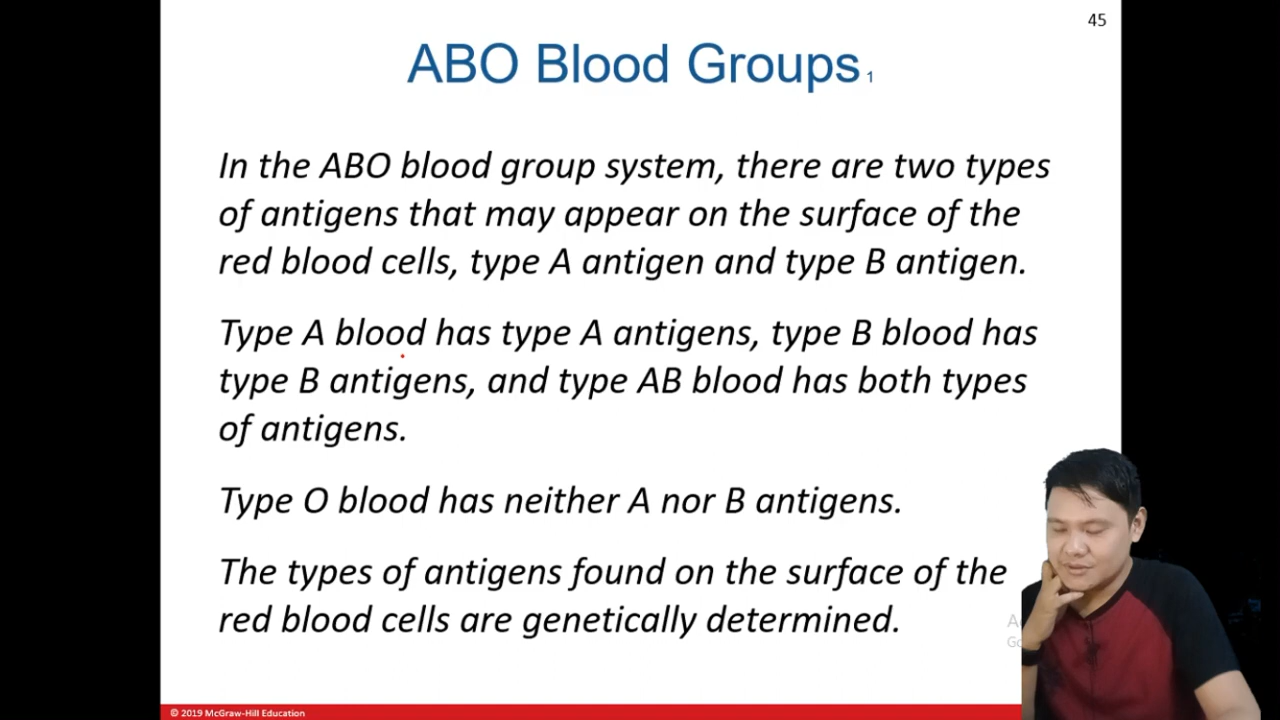 45
ABO Blood Groups 1
In the ABO blood group system, there are two types
of antigens that may appear on the surface of the
red blood cells, type A antigen and type B antigen.
Type A blood has type A antigens, type B blood has
type B antigens, and type AB blood has both types
of antigens.
Type O blood has neither A nor B antigens.
The types of antigens found on the surface of the
red blood cells are genetically determined.
© 2019 McGraw-Hill Education